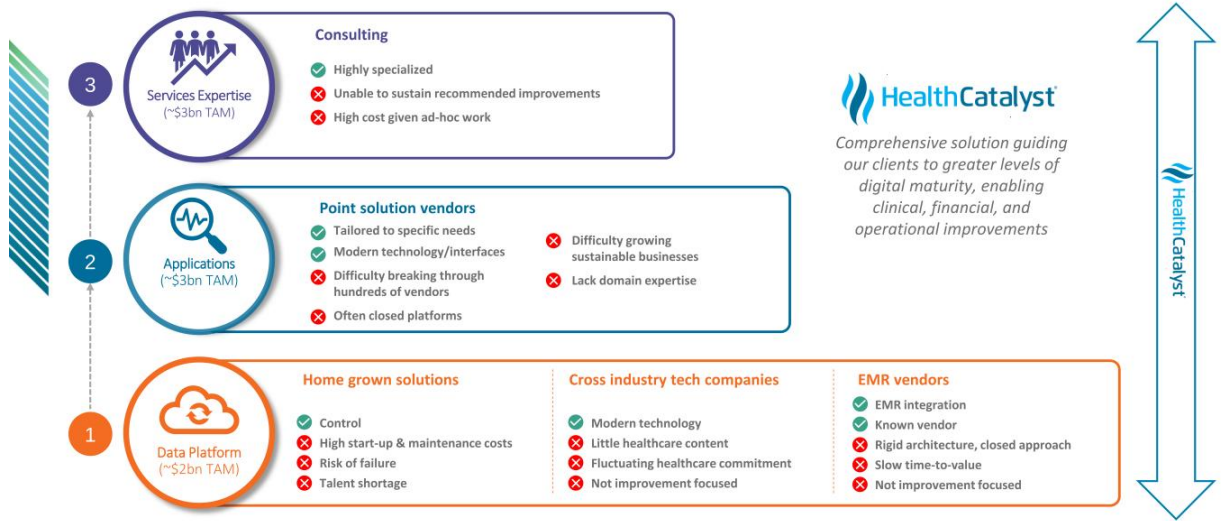 3
Services Expertise
(~$3bn TAM)
Consulting
Highly specialized
Unable to sustain recommended improvements
High cost given ad-hoc work
HealthCatalyst®
Comprehensive solution guiding
our clients to greater levels of
digital maturity, enabling
clinical, financial, and
operational improvements
HealthCatalyst®
2
Applications
(~$3bn TAM)
Point solution vendors
Tailored to specific needs
Modern technology/interfaces
Difficulty breaking through
hundreds of vendors
Often closed platforms
Difficulty growing
sustainable businesses
Lack domain expertise
1
Data Platform
(~$2bn TAM)
Home grown solutions
Control
High start-up & maintenance costs
Risk of failure
Talent shortage
Cross industry tech companies
Modern technology
Little healthcare content
Fluctuating healthcare commitment
Not improvement focused
EMR vendors
EMR integration
Known vendor
Rigid architecture, closed approach
Slow time-to-value
Not improvement focused